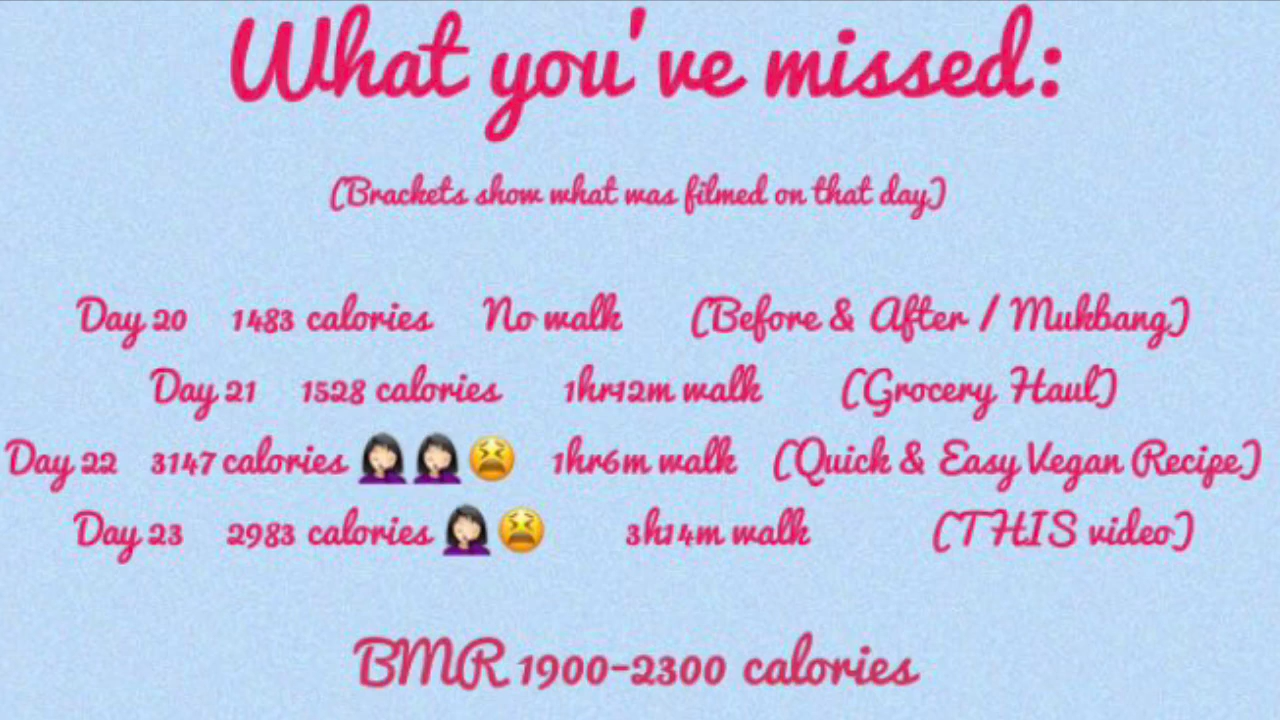 What you've missed:
(Brackets show what was filmed on that day)
Day 20 1483 calories No walk (Before & After / Mukbang)
Day 21 1528 calories 1hr12m walk (Grocery Haul)
Day 22 3147 calories 🤦🏻‍♀️🤦🏻‍♀️😫 1hr6m walk (Quick & Easy Vegan Recipe)
Day 23 2983 calories 🤦🏻‍♀️😫 3h14m walk (THIS video)
BMR 1900-2300 calories